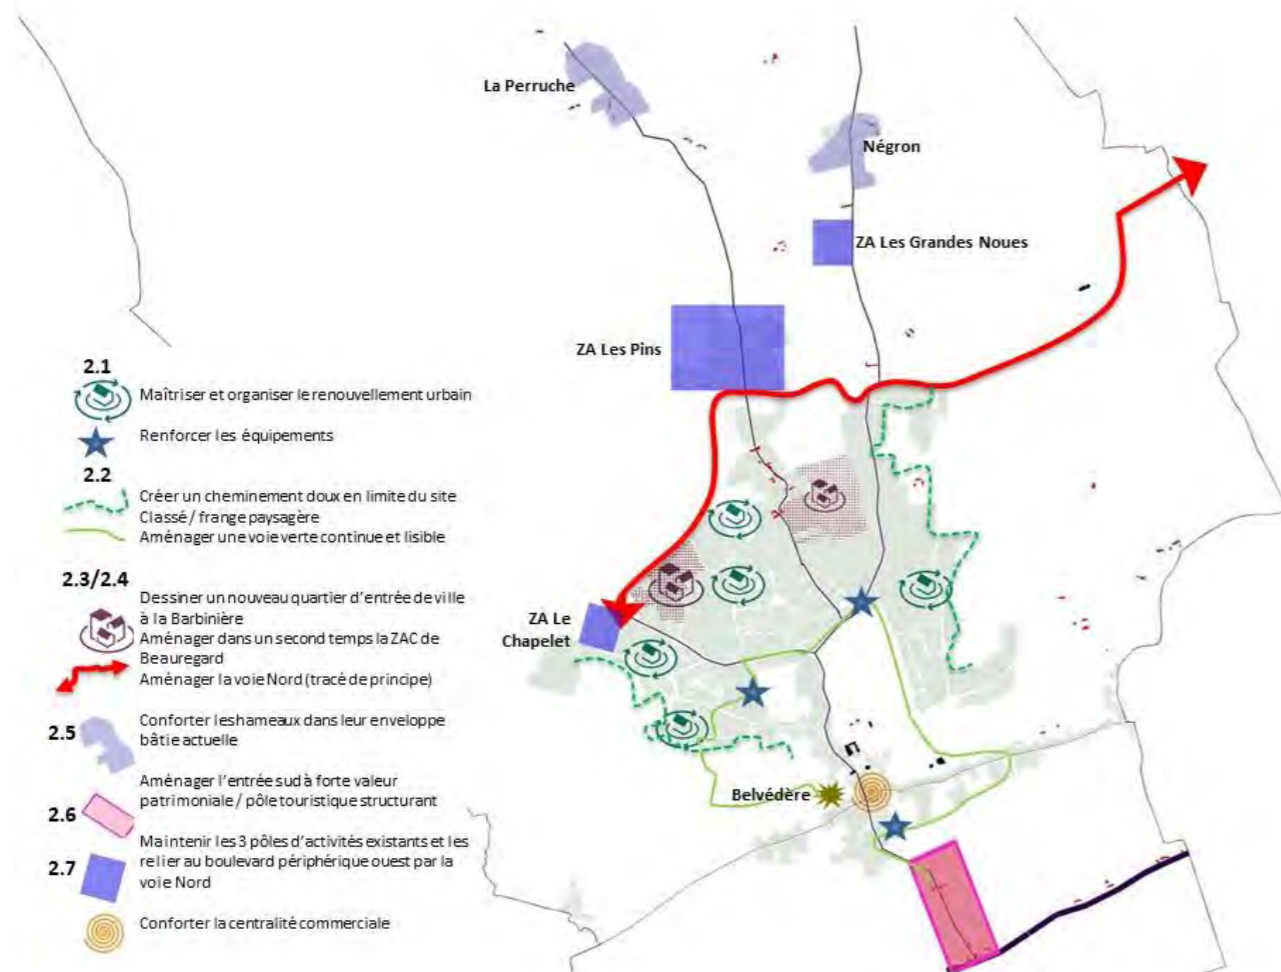 La Perruche
Négron
ZA Les Grandes Noues
ZA Les Pins
ZA Le
Chapelet
Belvédère
2.1
Maîtriser et organiser le renouvellement urbain
Renforcer les équipements
2.2
Créer un cheminement doux en limite du site
Classé / frange paysagère
Aménager une voie verte continue et lisible
2.3/2.4
Dessiner un nouveau quartier d'entrée de ville
à la Barbinière
Aménager dans un second temps la ZAC de
Beauregard
Aménager la voie Nord (tracé de principe)
2.5
Conforter leshameaux dans leur enveloppe
bâtie actuelle
2.6
Aménager l'entrée sud à forte valeur
patrimoniale / pôle touristique structurant
2.7
Maintenir les 3 pôles d'activités existants et les
relier au boulevard périphérique ouest par la
voie Nord
Conforter la centralité commerciale